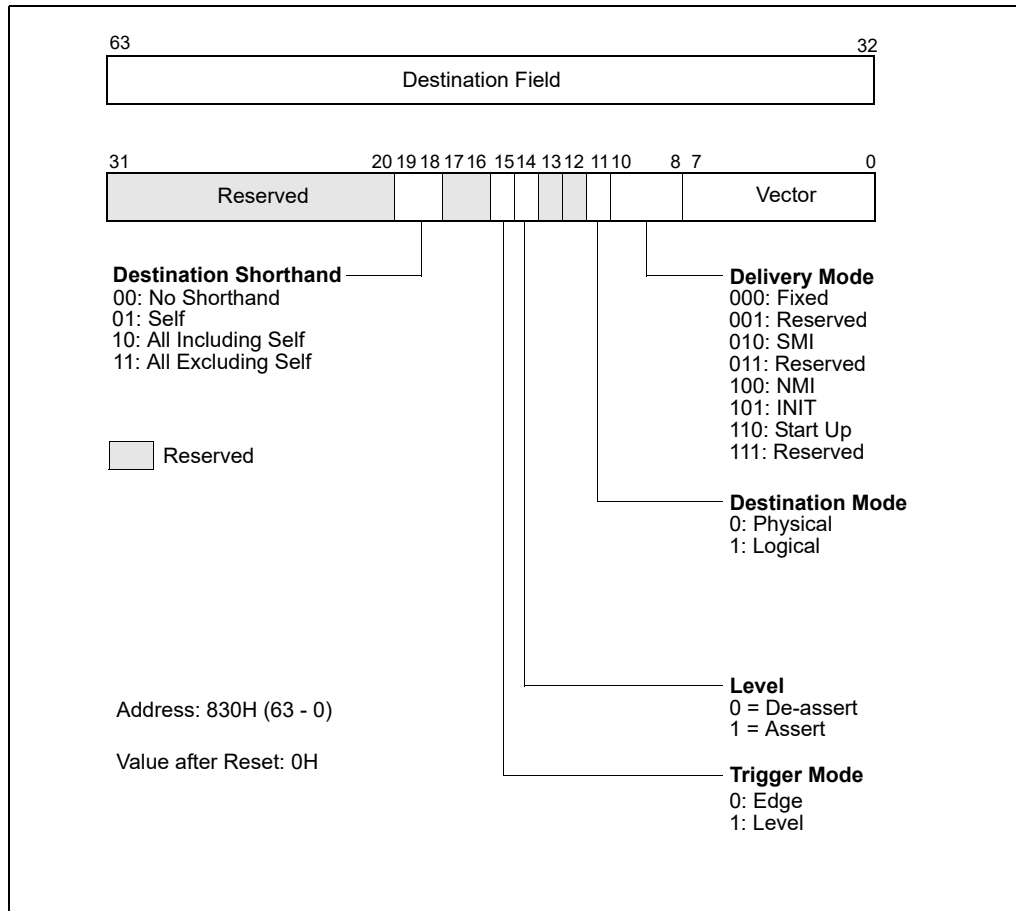 63 32
Destination Field
31 20 19 18 17 16 15 14 13 12 11 10 8 7 0
Reserved Vector
Destination Shorthand
00: No Shorthand
01: Self
10: All Including Self
11: All Excluding Self
Reserved
Delivery Mode
000: Fixed
001: Reserved
010: SMI
011: Reserved
100: NMI
101: INIT
110: Start Up
111: Reserved
Destination Mode
0: Physical
1: Logical
Level
0 = De-assert
1 = Assert
Address: 830H (63 - 0)
Value after Reset: 0H
Trigger Mode
0: Edge
1: Level